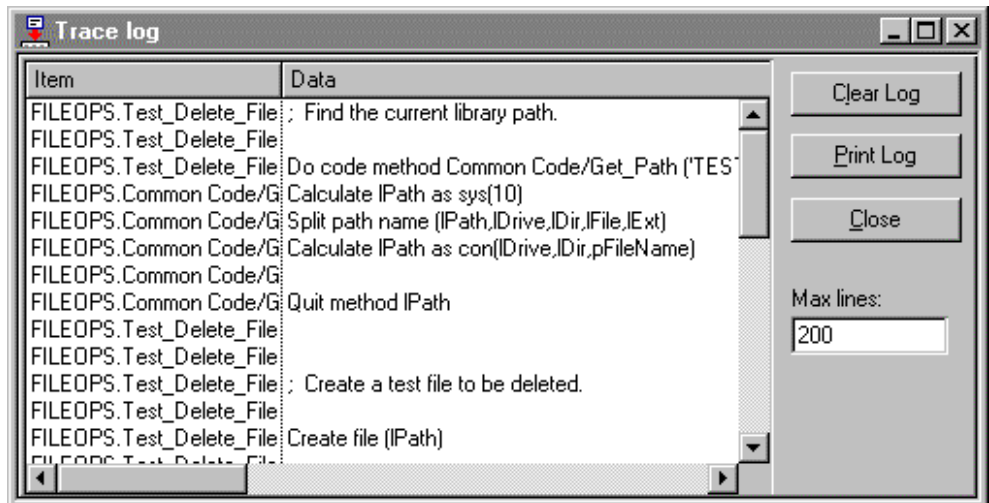 Trace log
Item Data
FILEOPS.Test_Delete_File ; Find the current library path.
FILEOPS.Test_Delete_File
FILEOPS.Test_Delete_File Do code method Common Code/Get_Path ('TEST
FILEOPS.Common Code/G Calculate lPath as sys(10)
FILEOPS.Common Code/G Split path name (lPath,lDrive,lDir,lFile,lExt)
FILEOPS.Common Code/G Calculate lPath as con(lDrive,lDir,pFileName)
FILEOPS.Common Code/G
FILEOPS.Common Code/G Quit method lPath
FILEOPS.Test_Delete_File
FILEOPS.Test_Delete_File
FILEOPS.Test_Delete_File ; Create a test file to be deleted.
FILEOPS.Test_Delete_File
FILEOPS.Test_Delete_File Create file (lPath)
FILEOPS.Test_Delete_File
Clear Log
Print Log
Close
Max lines:
200